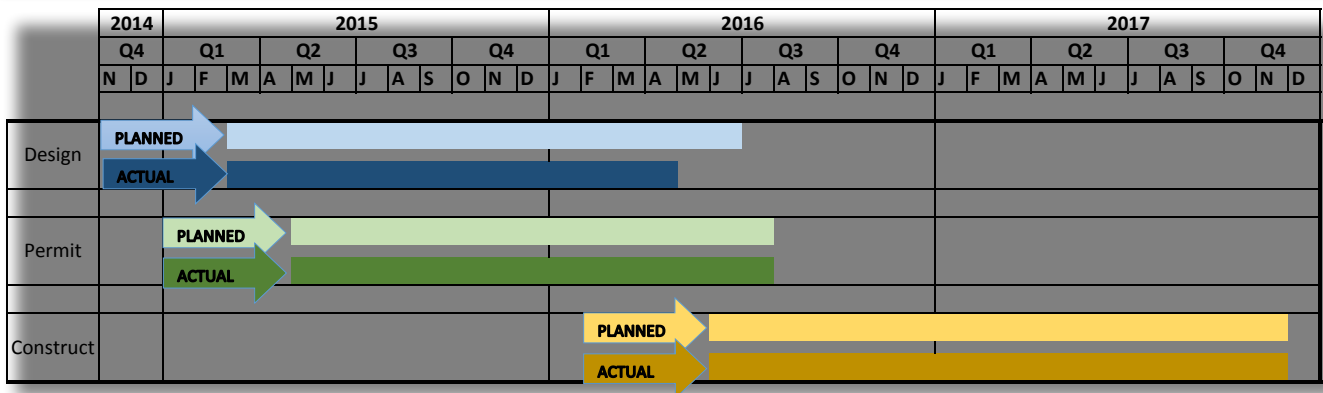 2014 2015 2016 2017
Q4 Q1 Q2 Q3 Q4 Q1 Q2 Q3 Q4 Q1 Q2 Q3 Q4
N D J F M A M J J A S O N D J F M A M J J A S O N D J F M A M J J A S O N D
Design
PLANNED
ACTUAL
Permit
PLANNED
ACTUAL
Construct
PLANNED
ACTUAL